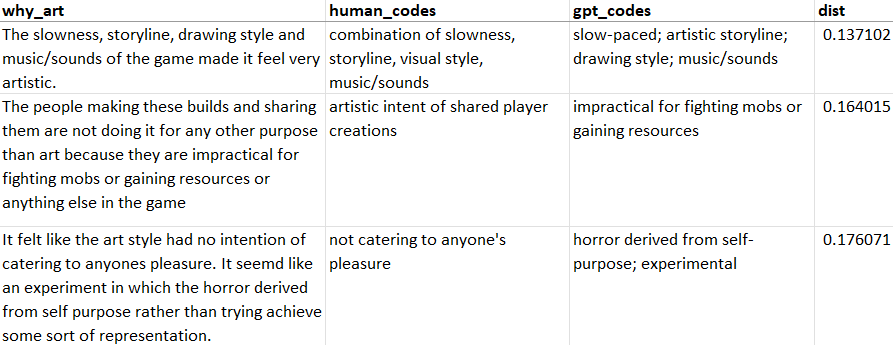 why_art human_codes gpt_codes dist
The slowness, storyline, drawing style and combination of slowness, slow-paced; artistic storyline; 0.137102
music/sounds of the game made it feel very storyline, visual style, drawing style; music/sounds
artistic. music/sounds
The people making these builds and sharing artistic intent of shared player impractical for fighting mobs or 0.164015
them are not doing it for any other purpose creations gaining resources
than art because they are impractical for
fighting mobs or gaining resources or
anything else in the game
It felt like the art style had no intention of not catering to anyone's horror derived from self- 0.176071
catering to anyones pleasure. It seemd like pleasure purpose; experimental
an experiment in which the horror derived
from self purpose rather than trying achieve
some sort of representation.